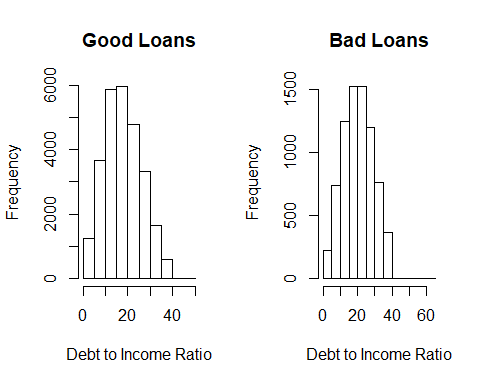 Good Loans
Frequency
0
2000
4000
6000
0
20
40
Debt to Income Ratio
Bad Loans
Frequency
0
500
1000
1500
0
20
40
60
Debt to Income Ratio